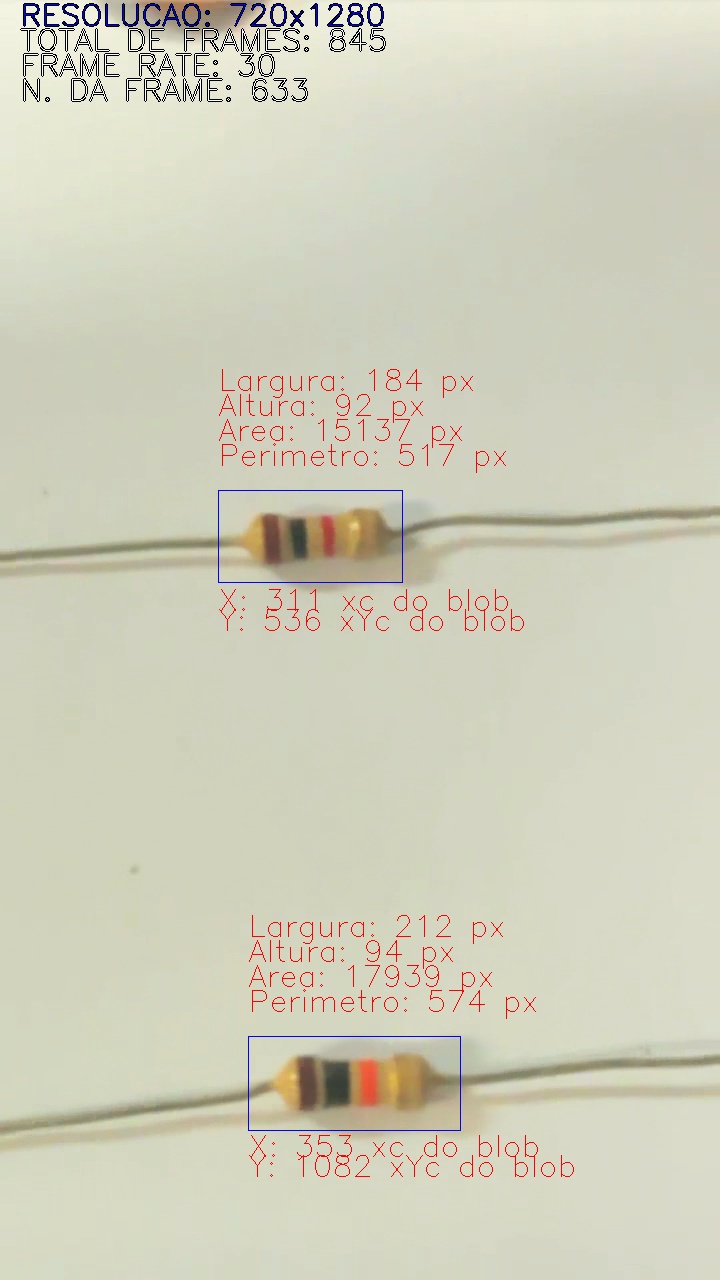 RESOLUCAO: 720x1280
TOTAL DE FRAMES: 845
FRAME RATE: 30
N. DA FRAME: 633
Largura: 184 px
Altura: 92 px
Area: 15137 px
Perimetro: 517 px
X: 311 xc do blob
Y: 536 xYc do blob
Largura: 212 px
Altura: 94 px
Area: 17939 px
Perimetro: 574 px
X: 353 xc do blob
Y: 1082 xYc do blob